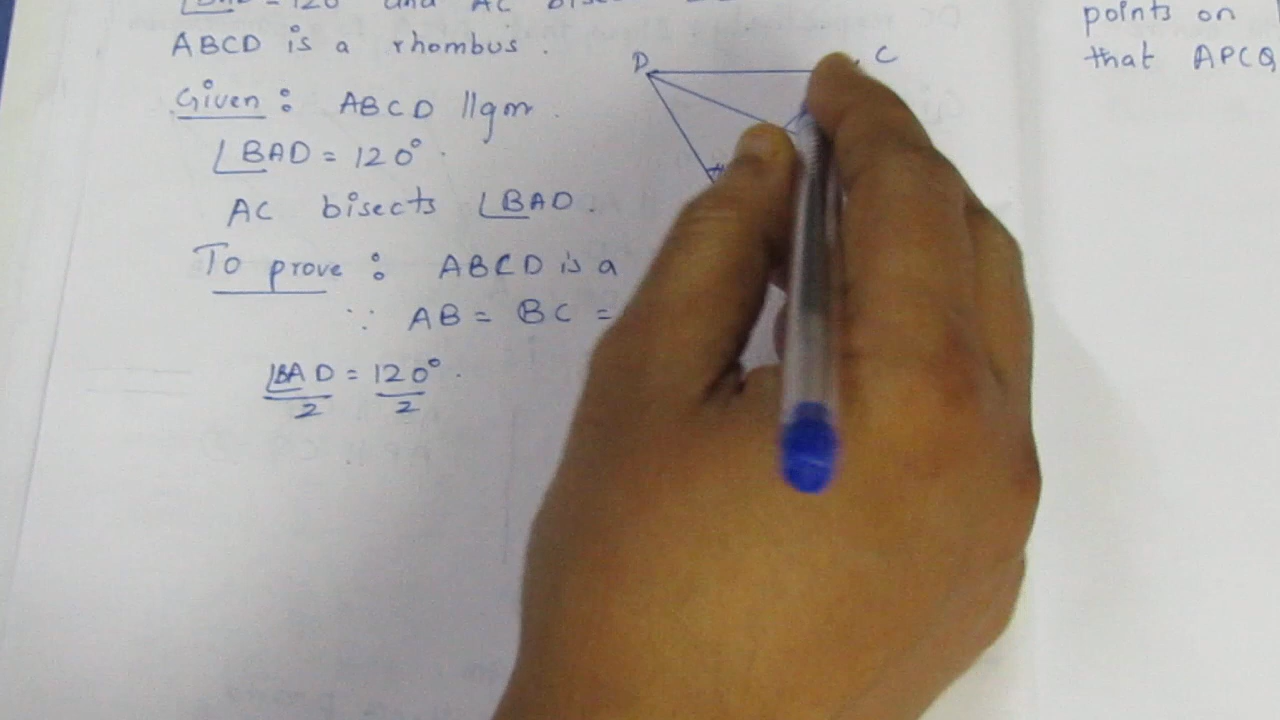 ABCD is a rhombus.
Given: ABCD ||gm.
∠BAD = 120°.
AC bisects ∠BAD.
To prove: ABCD is a
∵ AB = BC =
∠BAD/2 = 120°/2.
D
C
points on
that APCQ